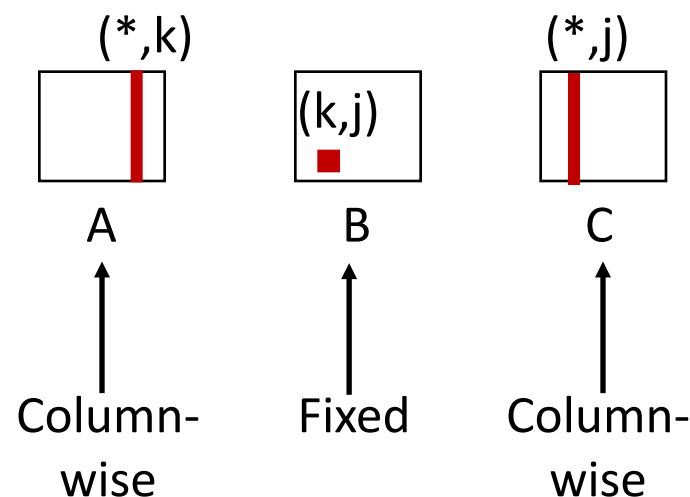 (*,k)
(*,j)
(k,j)
A
B
C
Column-
wise
Fixed
Column-
wise